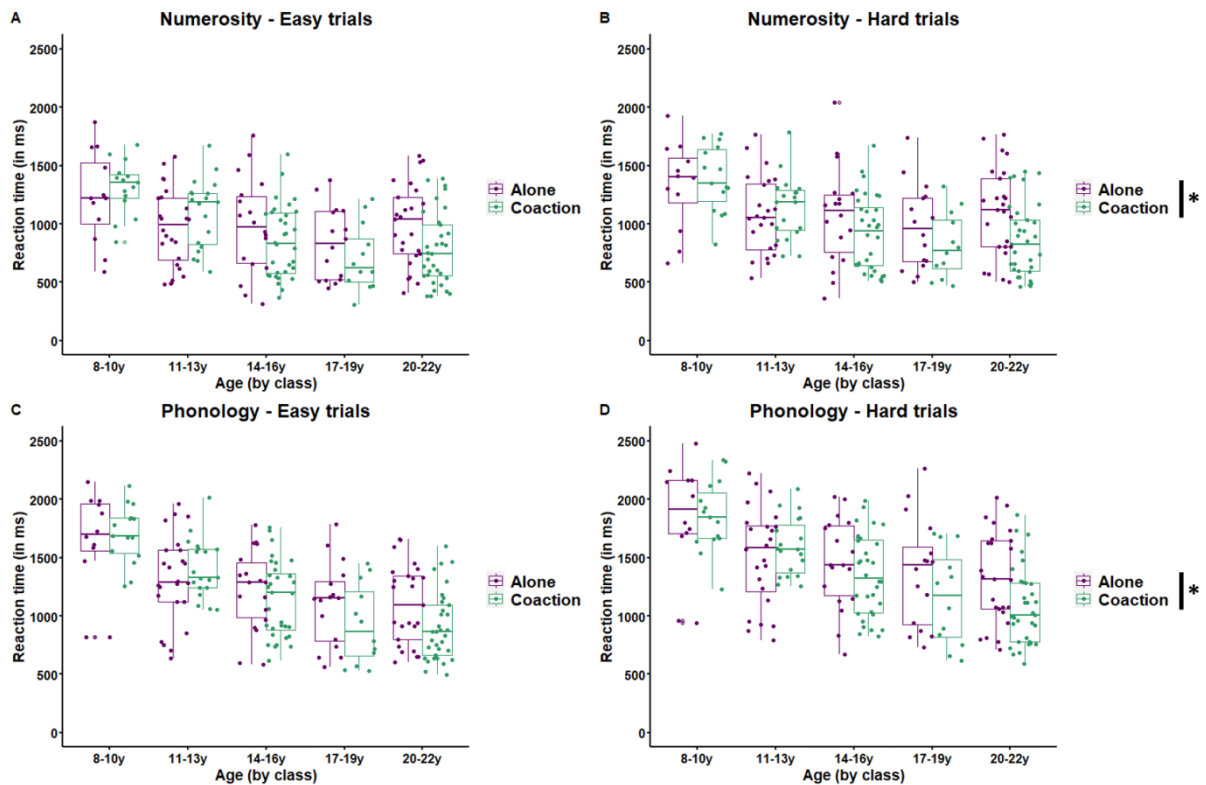 A
Numerosity - Easy trials
2500
2000
1500
1000
500
0
Reaction time (in ms)
8-10y 11-13y 14-16y 17-19y 20-22y
Age (by class)
Alone
Coaction
B
Numerosity - Hard trials
2500
2000
1500
1000
500
0
Reaction time (in ms)
8-10y 11-13y 14-16y 17-19y 20-22y
Age (by class)
Alone
Coaction
*
C
Phonology - Easy trials
2500
2000
1500
1000
500
0
Reaction time (in ms)
8-10y 11-13y 14-16y 17-19y 20-22y
Age (by class)
Alone
Coaction
D
Phonology - Hard trials
2500
2000
1500
1000
500
0
Reaction time (in ms)
8-10y 11-13y 14-16y 17-19y 20-22y
Age (by class)
Alone
Coaction
*